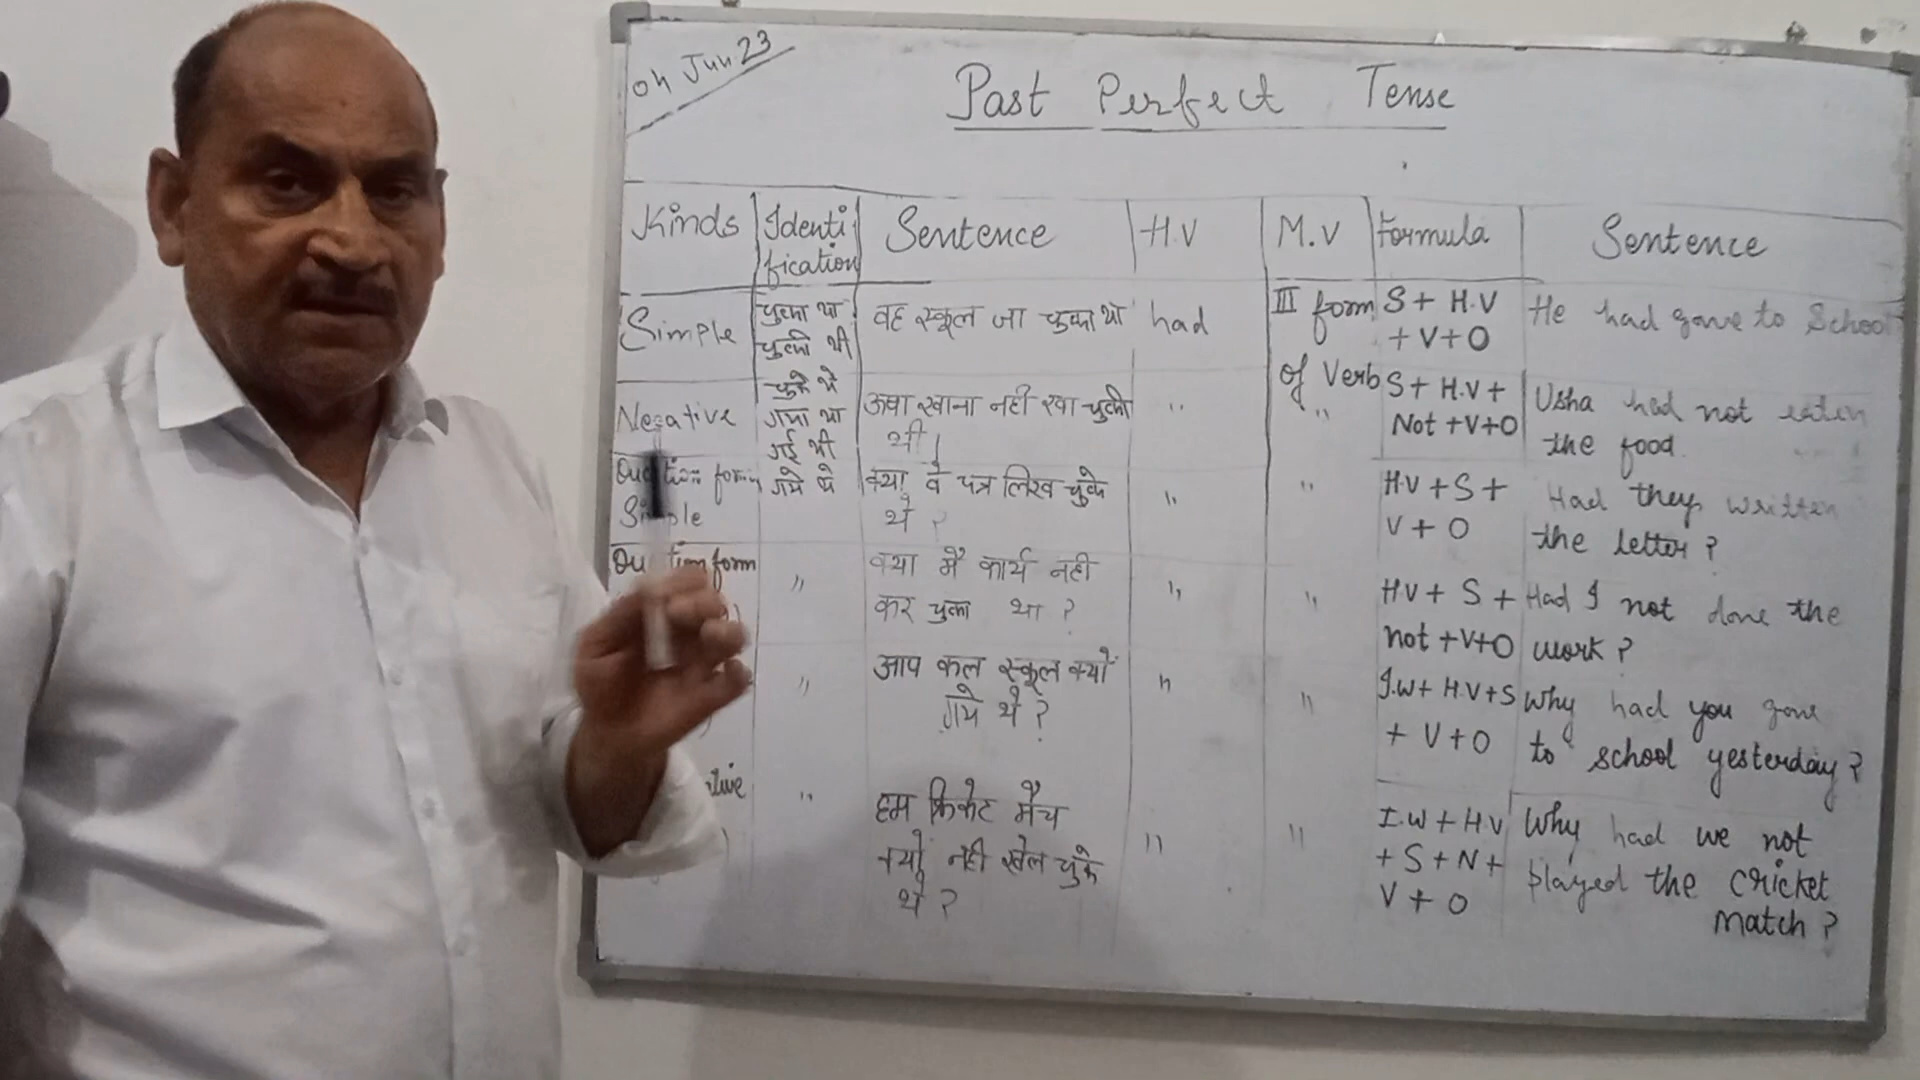 04 Jun 23
Past Perfect Tense
Kinds Identi Sentence H.V M.V Formula Sentence
fication
Simple चुका था वह स्कूल जा चुका था had III form S + H.V He had gone to School
चुकी थी + V + O
चुके थे of Verb
Negative गया था ऊषा खाना नही खा चुकी " " S + H.V + Usha had not eaten
गई थी थी। Not + V + O the food
गये थे
form क्या वे पत्र लिख चुके " " H.V + S + Had they written
थे ? V + O the letter ?
form " क्या मै कार्य नही " " H.V + S + Had I not done the
कर चुका था ? not + V + O work ?
" आप कल स्कूल क्यों " " I.W + H.V + S Why had you gone
गये थे ? + V + O to school yesterday ?
" हम क्रिकेट मैच " " I.W + H.V Why had we not
क्यों नही खेल चुके + S + N + played the cricket
थे ? V + O Match ?